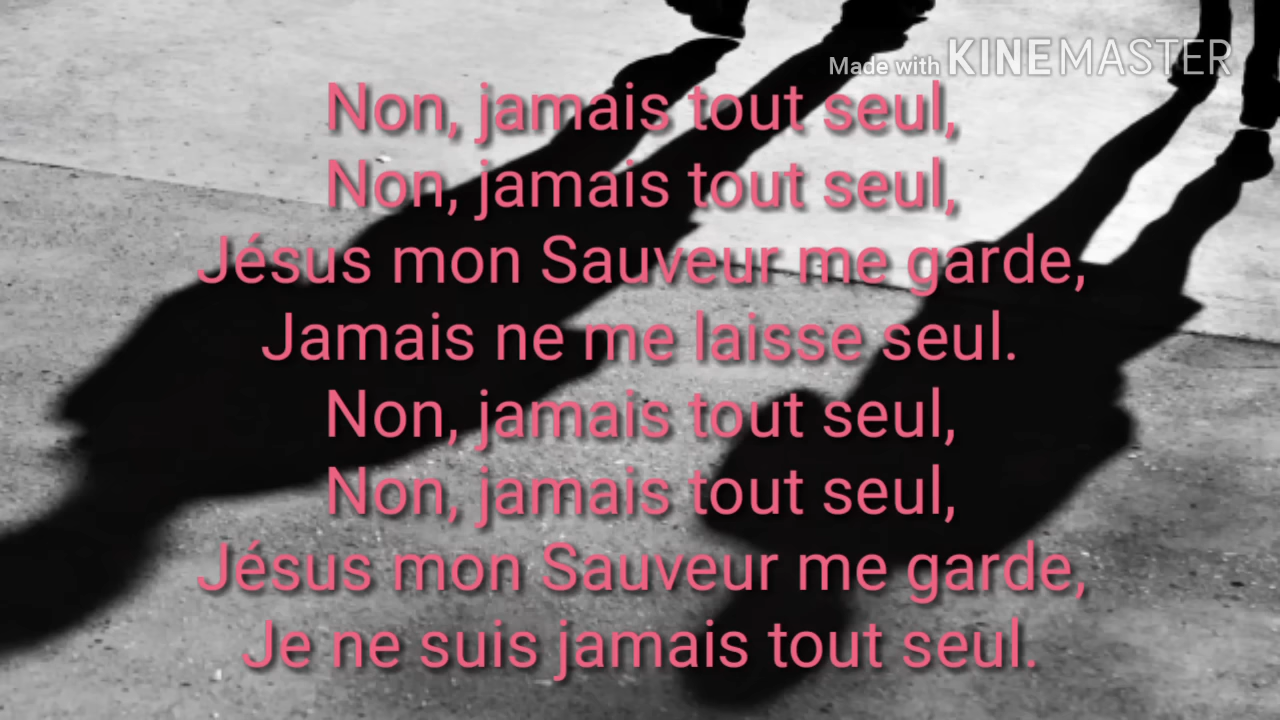 Made with KINEMASTER
Non, jamais tout seul,
Non, jamais tout seul,
Jésus mon Sauveur me garde,
Jamais ne me laisse seul.
Non, jamais tout seul,
Non, jamais tout seul,
Jésus mon Sauveur me garde,
Je ne suis jamais tout seul.